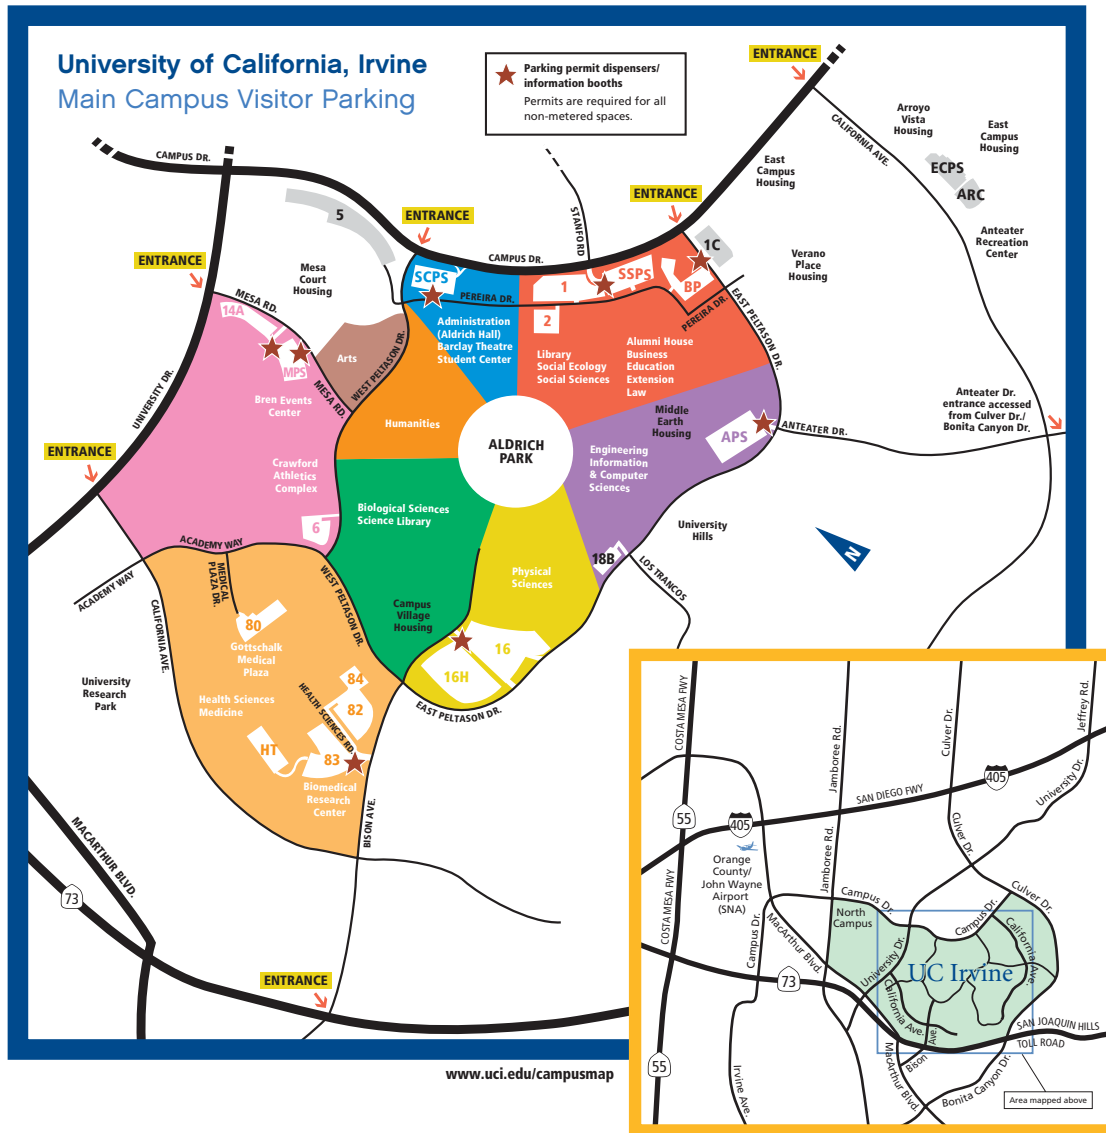 University of California, Irvine
Main Campus Visitor Parking
Parking permit dispensers/
information booths
Permits are required for all
non-metered spaces.
ENTRANCE
CAMPUS DR.
CALIFORNIA AVE.
Arroyo
Vista
Housing
East
Campus
Housing
ECPS
ARC
East
Campus
Housing
ENTRANCE
5
ENTRANCE
STANFORD
1C
Anteater
Recreation
Center
ENTRANCE
Mesa
Court
Housing
CAMPUS DR.
SCPS
SSPS
1
BP
Verano
Place
Housing
MESA RD.
14A
PEREIRA DR.
PEREIRA DR.
EAST PELTASON DR.
2
Administration
(Aldrich Hall)
Barclay Theatre
Student Center
Library
Social Ecology
Social Sciences
Alumni House
Business
Education
Extension
Law
MPS
Arts
WEST PELTASON DR.
MESA RD.
UNIVERSITY DR.
Bren Events
Center
Humanities
ALDRICH
PARK
Middle
Earth
Housing
APS
ANTEATER DR.
Anteater Dr.
entrance accessed
from Culver Dr./
Bonita Canyon Dr.
ENTRANCE
Crawford
Athletics
Complex
Engineering
Information
& Computer
Sciences
Biological Sciences
Science Library
6
University
Hills
N
ACADEMY WAY
ACADEMY WAY
MEDICAL
PLAZA DR.
WEST PELTASON DR.
18B
LOS TRANCOS
Physical
Sciences
CALIFORNIA AVE.
80
Gottschalk
Medical
Plaza
Campus
Village
Housing
16
16H
University
Research
Park
Health Sciences
Medicine
84
82
HEALTH SCIENCES RD.
EAST PELTASON DR.
HT
83
Biomedical
Research
Center
BISON AVE.
MACARTHUR BLVD.
73
ENTRANCE
www.uci.edu/campusmap
COSTA MESA FWY
Jamboree Rd.
Culver Dr.
Jeffrey Rd.
405
SAN DIEGO FWY
University Dr.
55
405
Culver Dr.
Orange
County/
John Wayne
Airport
(SNA)
Jamboree Rd.
COSTA MESA FWY
Campus Dr.
Culver Dr.
North
Campus
Campus Dr.
MacArthur Blvd.
Campus Dr.
California Ave.
University Dr.
UC Irvine
73
California Ave.
Ave.
SAN JOAQUIN HILLS
TOLL ROAD
55
Irvine Ave.
MacArthur Blvd.
Bison
Bonita Canyon Dr.
Area mapped above